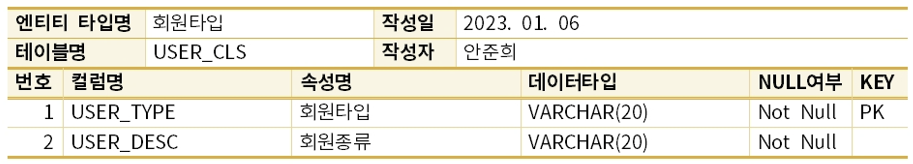 엔티티 타입명 회원타입 작성일 2023. 01. 06
테이블명 USER_CLS 작성자 안준희
번호 컬럼명 속성명 데이터타입 NULL여부 KEY
1 USER_TYPE 회원타입 VARCHAR(20) Not Null PK
2 USER_DESC 회원종류 VARCHAR(20) Not Null